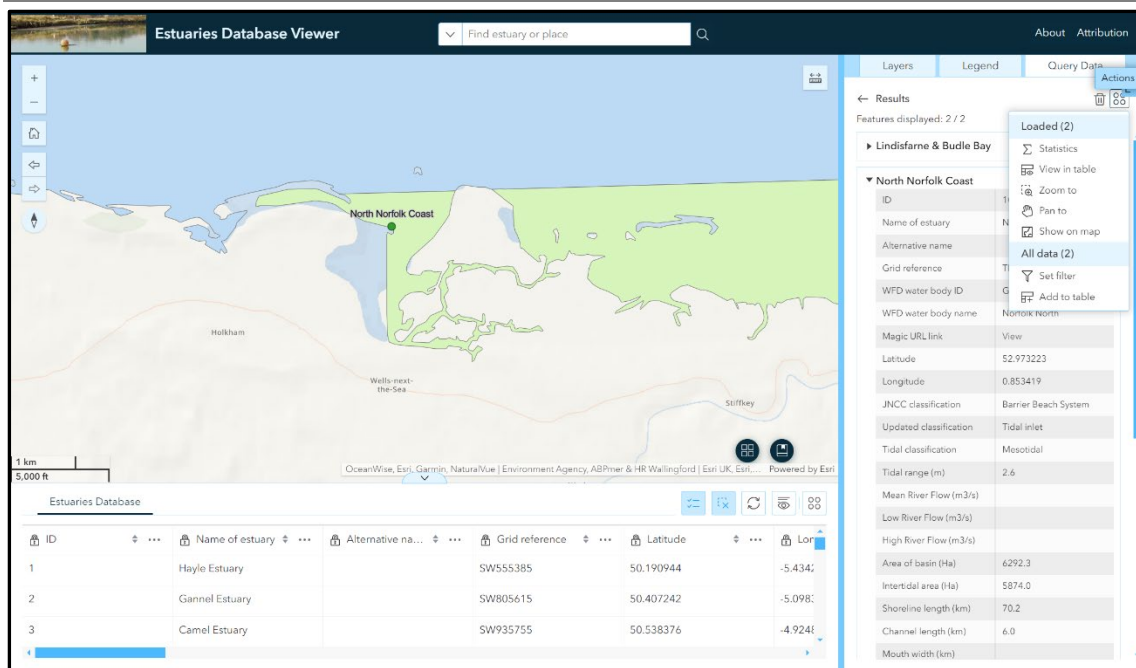 Estuaries Database Viewer
Find estuary or place
About Attribution
Layers Legend Query Data
Actions
Results
Features displayed: 2 / 2
Lindisfarne & Budle Bay
North Norfolk Coast
ID
Name of estuary
Alternative name
Grid reference
WFD water body ID
WFD water body name Norfolk North
Magic URL link View
Latitude 52.973223
Longitude 0.853419
JNCC classification Barrier Beach System
Updated classification Tidal inlet
Tidal classification Mesotidal
Tidal range (m) 2.6
Mean River Flow (m3/s)
Low River Flow (m3/s)
High River Flow (m3/s)
Area of basin (Ha) 6292.3
Intertidal area (Ha) 5874.0
Shoreline length (km) 70.2
Channel length (km) 6.0
Mouth width (km)
Loaded (2)
Statistics
View in table
Zoom to
Pan to
Show on map
All data (2)
Set filter
Add to table
North Norfolk Coast
Holkham
Wells-next-
the-Sea
Stiffkey
1 km
5,000 ft
OceanWise, Esri, Garmin, NaturalVue | Environment Agency, ABPmer & HR Wallingford | Esri UK, Esri,... Powered by Esri
Estuaries Database
ID Name of estuary Alternative na... Grid reference Latitude Lon
1 Hayle Estuary SW555385 50.190944 -5.4342
2 Gannel Estuary SW805615 50.407242 -5.0983
3 Camel Estuary SW935755 50.538376 -4.9248